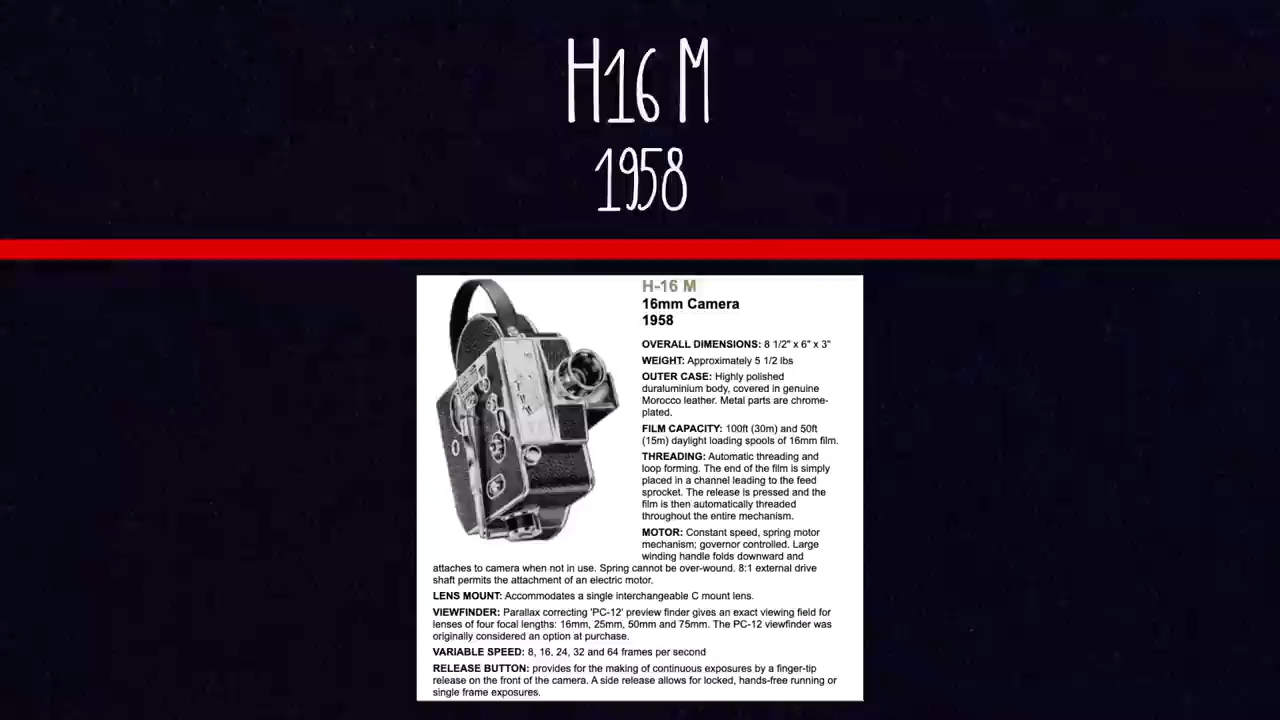 H16 M
1958
H-16 M
16mm Camera
1958
OVERALL DIMENSIONS: 8 1/2" x 6" x 3"
WEIGHT: Approximately 5 1/2 lbs
OUTER CASE: Highly polished
duraluminium body, covered in genuine
Morocco leather. Metal parts are chrome-
plated.
FILM CAPACITY: 100ft (30m) and 50ft
(15m) daylight loading spools of 16mm film.
THREADING: Automatic threading and
loop forming. The end of the film is simply
placed in a channel leading to the feed
sprocket. The release is pressed and the
film is then automatically threaded
throughout the entire mechanism.
MOTOR: Constant speed, spring motor
mechanism; governor controlled. Large
winding handle folds downward and
attaches to camera when not in use. Spring cannot be over-wound. 8:1 external drive
shaft permits the attachment of an electric motor.
LENS MOUNT: Accommodates a single interchangeable C mount lens.
VIEWFINDER: Parallax correcting 'PC-12' preview finder gives an exact viewing field for
lenses of four focal lengths: 16mm, 25mm, 50mm and 75mm. The PC-12 viewfinder was
originally considered an option at purchase.
VARIABLE SPEED: 8, 16, 24, 32 and 64 frames per second
RELEASE BUTTON: provides for the making of continuous exposures by a finger-tip
release on the front of the camera. A side release allows for locked, hands-free running or
single frame exposures.